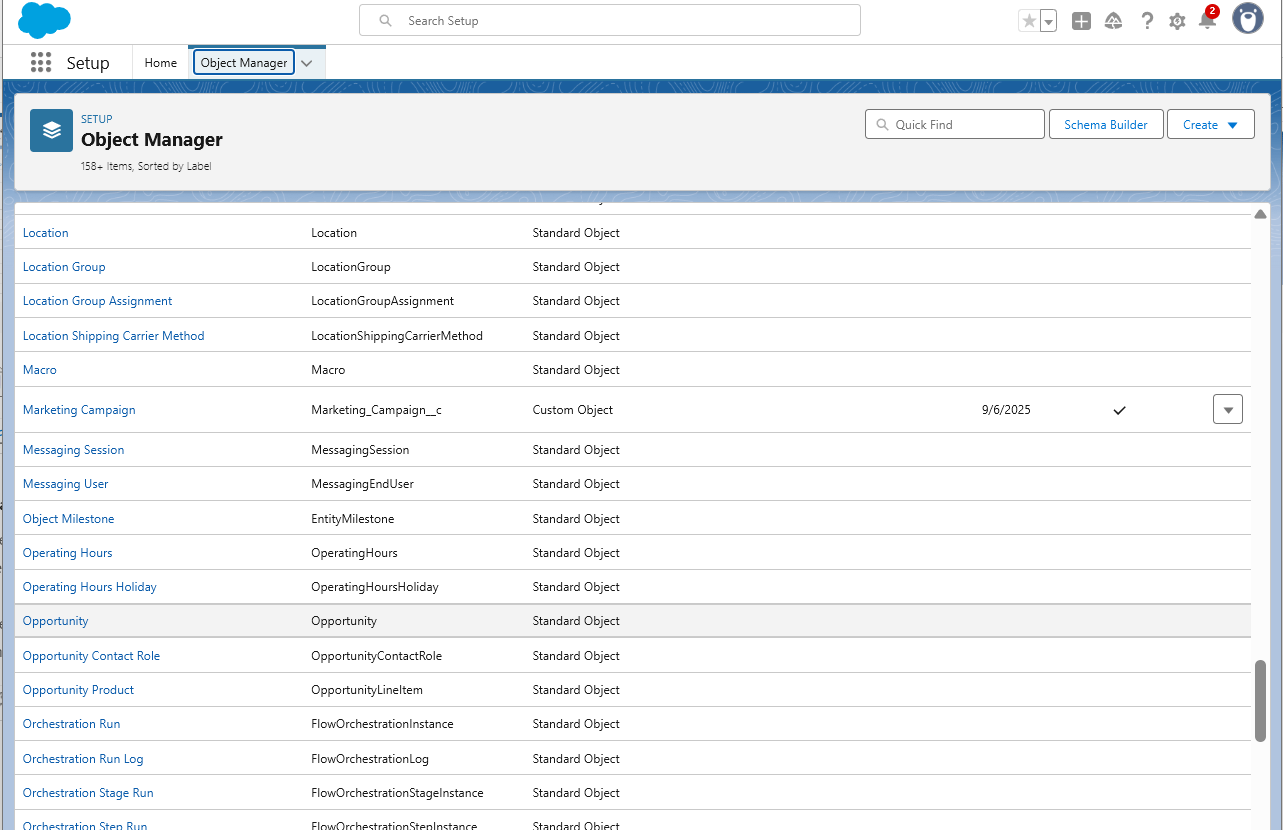 Search Setup
2
Setup Home Object Manager
SETUP
Object Manager
158+ Items, Sorted by Label
Quick Find Schema Builder Create
Location Location Standard Object
Location Group LocationGroup Standard Object
Location Group Assignment LocationGroupAssignment Standard Object
Location Shipping Carrier Method LocationShippingCarrierMethod Standard Object
Macro Macro Standard Object
Marketing Campaign Marketing_Campaign__c Custom Object 9/6/2025
Messaging Session MessagingSession Standard Object
Messaging User MessagingEndUser Standard Object
Object Milestone EntityMilestone Standard Object
Operating Hours OperatingHours Standard Object
Operating Hours Holiday OperatingHoursHoliday Standard Object
Opportunity Opportunity Standard Object
Opportunity Contact Role OpportunityContactRole Standard Object
Opportunity Product OpportunityLineItem Standard Object
Orchestration Run FlowOrchestrationInstance Standard Object
Orchestration Run Log FlowOrchestrationLog Standard Object
Orchestration Stage Run FlowOrchestrationStageInstance Standard Object
Orchestration Step Run FlowOrchestrationStepInstance Standard Object